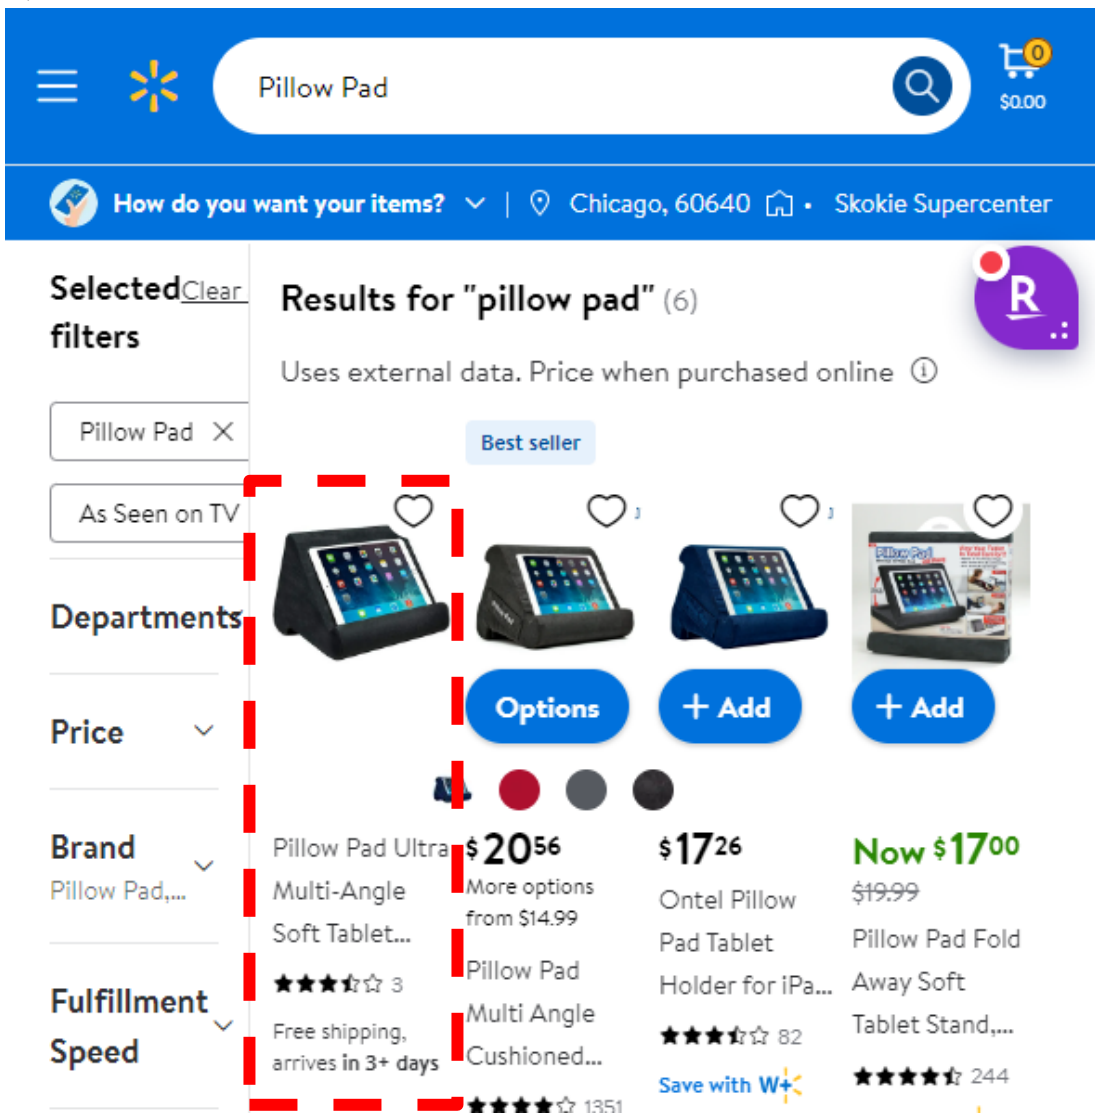 Pillow Pad
0
$0.00
How do you want your items? | Chicago, 60640 • Skokie Supercenter
Selected Clear
filters
Pillow Pad
As Seen on TV
Departments
Price
Brand
Pillow Pad,...
Fulfillment
Speed
Results for "pillow pad" (6)
R
Uses external data. Price when purchased online
Best seller
Pillow Pad Ultra
Multi-Angle
Soft Tablet...
3
Free shipping,
arrives in 3+ days
Options
$2056
More options
from $14.99
Pillow Pad
Multi Angle
Cushioned...
1351
+ Add
$1726
Ontel Pillow
Pad Tablet
Holder for iPa...
82
Save with W+
Pillow Pad
+ Add
Now $1700
$19.99
Pillow Pad Fold
Away Soft
Tablet Stand,...
244